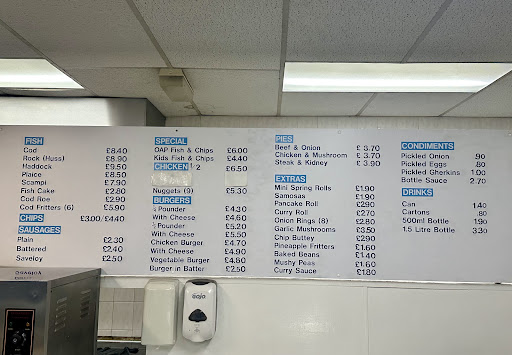 FISH
Cod £8.40
Rock (Huss) £8.90
Haddock £9.50
Plaice £8.50
Scampi £7.90
Fish Cake £2.80
Cod Roe £2.90
Cod Fritters (6) £5.90
CHIPS £3.00/£4.40
SAUSAGES
Plain £2.30
Battered £2.40
Saveloy £2.50
SPECIAL
OAP Fish & Chips £6.00
Kids Fish & Chips £4.40
CHICKEN 1/2 £6.50
Nuggets (9) £5.30
BURGERS
¼ Pounder £4.30
With Cheese £4.60
½ Pounder £5.20
With Cheese £5.50
Chicken Burger £4.70
With Cheese £4.90
Vegetable Burger £4.80
Burger in Batter £2.50
PIES
Beef & Onion £3.70
Chicken & Mushroom £3.70
Steak & Kidney £3.90
EXTRAS
Mini Spring Rolls £1.90
Samosas £1.90
Pancake Roll £2.90
Curry Roll £2.70
Onion Rings (8) £2.80
Garlic Mushrooms £3.50
Chip Buttey £2.90
Pineapple Fritters £1.60
Baked Beans £1.40
Mushy Peas £1.60
Curry Sauce £1.80
CONDIMENTS
Pickled Onion .90
Pickled Eggs .80
Pickled Gherkins 1.00
Bottle Sauce 2.70
DRINKS
Can 1.40
Cartons .80
500ml Bottle 1.90
1.5 Litre Bottle 3.30